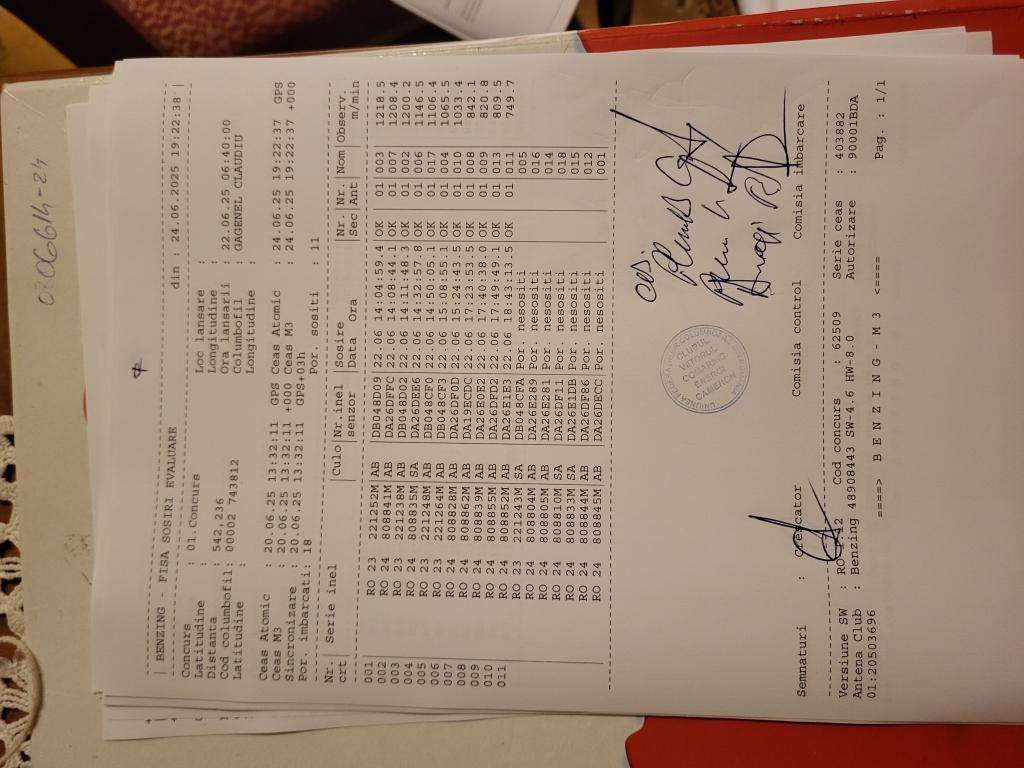 | BENZING - FISA SOSIRI EVALUARE din : 24.06.2025 19:22:38 |
Concurs : 01.Concurs Loc lansare :
Latitudine : Longitudine :
Distanta : 542,236 Ora lansarii : 22.06.25 06:40:00
Cod columbofil: 00002 743812 Columbofil : GAGENEL CLAUDIU
Latitudine : Longitudine :
Ceas Atomic : 20.06.25 13:32:11 GPS Ceas Atomic : 24.06.25 19:22:37 GPS
Ceas M3 : 20.06.25 13:32:11 +000 Ceas M3 : 24.06.25 19:22:37 +000
Sincronizare : 20.06.25 13:32:11 GPS+03h
Por. imbarcati: 18 Por. sositi : 11
Nr.| Serie inel |Culo|Nr.inel |Sosire |Nr. |Nr.|Nom|Observ.
crt senzor Data Ora Sec Ant m/min
001 RO 23 221252M AB DB048D09 22.06 14:04:59.4 OK 01 003 1218.5
002 RO 24 808841M AB DA26DFFC 22.06 14:08:44.1 OK 01 007 1208.4
003 RO 23 221238M AB DB048D02 22.06 14:11:48.3 OK 01 002 1200.2
004 RO 24 808835M SA DA26DEE6 22.06 14:32:57.8 OK 01 006 1146.5
005 RO 23 221248M AB DB048CF0 22.06 14:50:05.1 OK 01 017 1106.4
006 RO 23 221264M AB DB048CF3 22.06 15:08:55.1 OK 01 004 1065.5
007 RO 24 808828M AB DA26DF0D 22.06 15:24:43.5 OK 01 010 1033.4
008 RO 24 808862M AB DA19ECDC 22.06 17:23:53.5 OK 01 008 842.1
009 RO 24 808839M AB DA26E0E2 22.06 17:40:38.0 OK 01 009 820.8
010 RO 24 808855M AB DA26DFD2 22.06 17:49:49.1 OK 01 013 809.5
011 RO 24 808852M AB DA26E1E3 22.06 18:43:13.5 OK 01 011 749.7
RO 23 221243M SA DB048CFA Por. nesositi 005
RO 24 808804M AB DA26E289 Por. nesositi 016
RO 24 808805M AB DA26E281 Por. nesositi 014
RO 24 808810M SA DA26DF11 Por. nesositi 018
RO 24 808833M SA DA26E1DB Por. nesositi 015
RO 24 808844M AB DA26DF86 Por. nesositi 012
RO 24 808845M AB DA26DECC Por. nesositi 001
CLUBUL
VIITORUL
Semnaturi : Crescator Comisia control Comisia imbarcare
Versiune SW : RO Cod concurs : 62509 Serie ceas : 403882
Antena Club : Benzing 48908443 SW-4.6 HW-8.0 Autorizare : 90001BDA
01:20503696
====> B E N Z I N G - M 3 <==== Pag. : 1/1